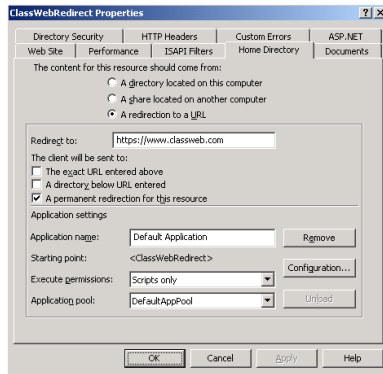 ClassWebRedirect Properties
Directory Security HTTP Headers Custom Errors ASP.NET
Web Site Performance ISAPI Filters Home Directory Documents
The content for this resource should come from:
A directory located on this computer
A share located on another computer
A redirection to a URL
Redirect to: https://www.classweb.com
The client will be sent to:
The exact URL entered above
A directory below URL entered
A permanent redirection for this resource
Application settings
Application name: Default Application Remove
Starting point: <ClassWebRedirect> Configuration...
Execute permissions: Scripts only
Application pool: DefaultAppPool Unload
OK Cancel Apply Help